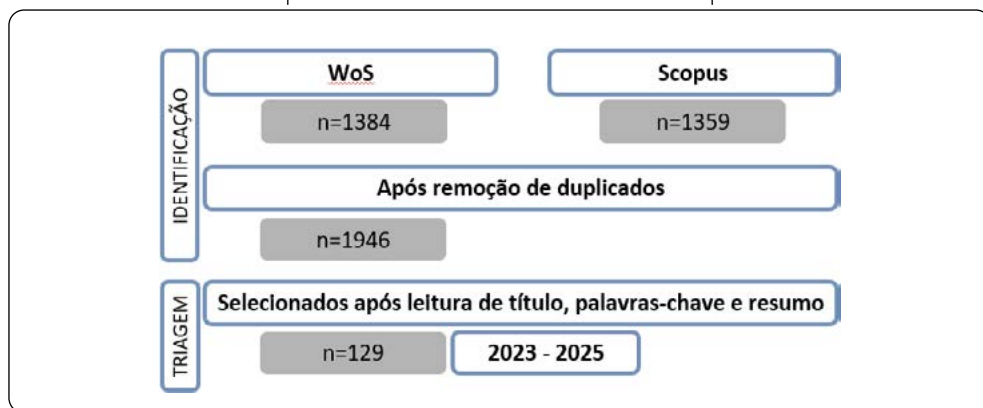 IDENTIFICAÇÃO
WoS
Scopus
n=1384
n=1359
Após remoção de duplicados
n=1946
TRIAGEM
Selecionados após leitura de título, palavras-chave e resumo
n=129
2023 - 2025